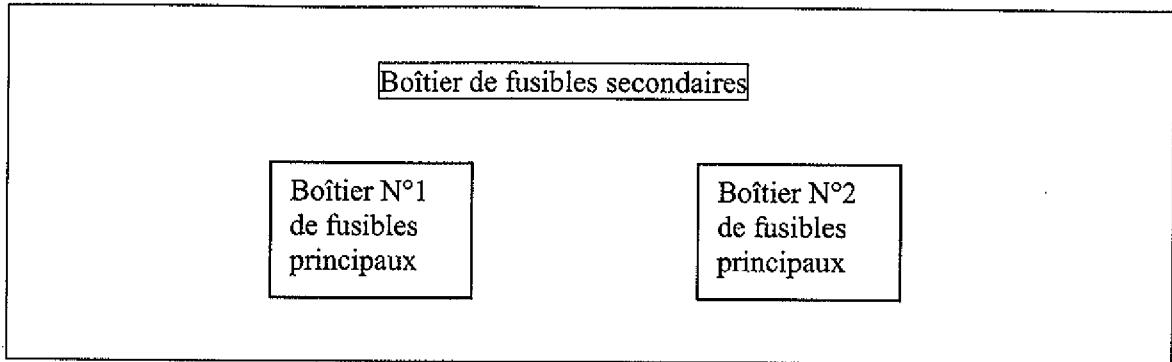 Boîtier de fusibles secondaires
Boîtier N°1
de fusibles
principaux
Boîtier N°2
de fusibles
principaux